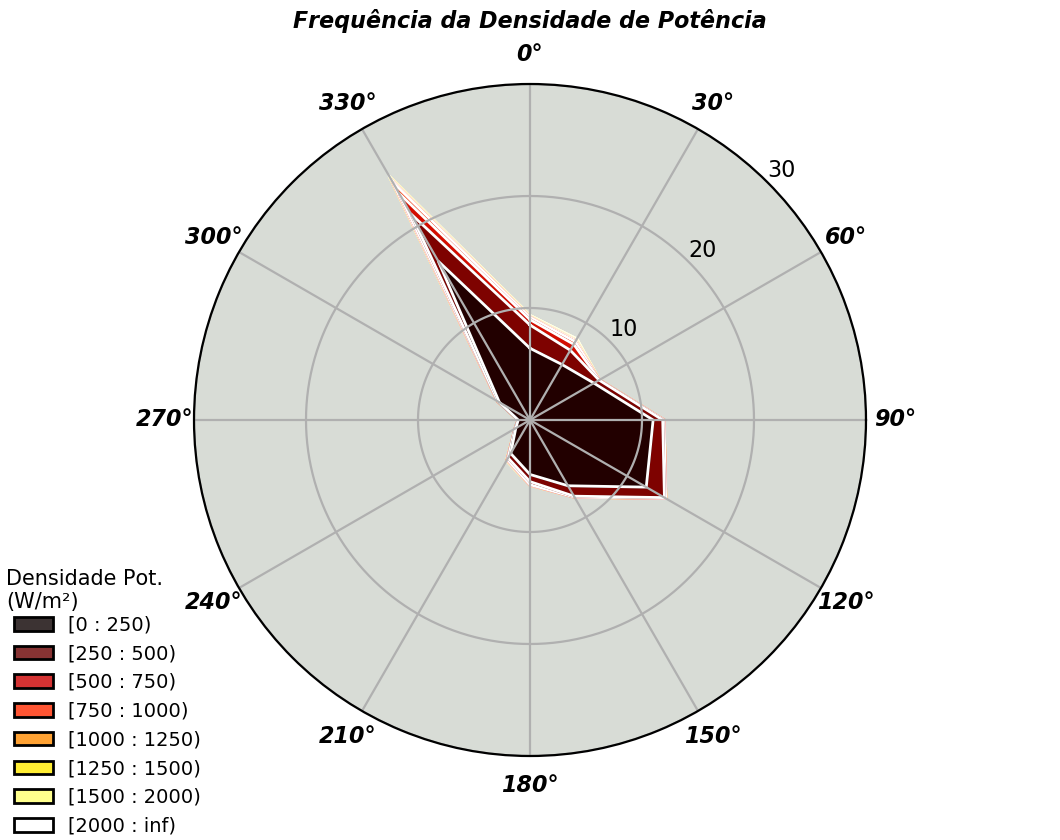 Frequência da Densidade de Potência
0°
330°
30°
30
300°
60°
20
10
270°
90°
240°
120°
210°
150°
180°
Densidade Pot.
(W/m²)
[0 : 250)
[250 : 500)
[500 : 750)
[750 : 1000)
[1000 : 1250)
[1250 : 1500)
[1500 : 2000)
[2000 : inf)